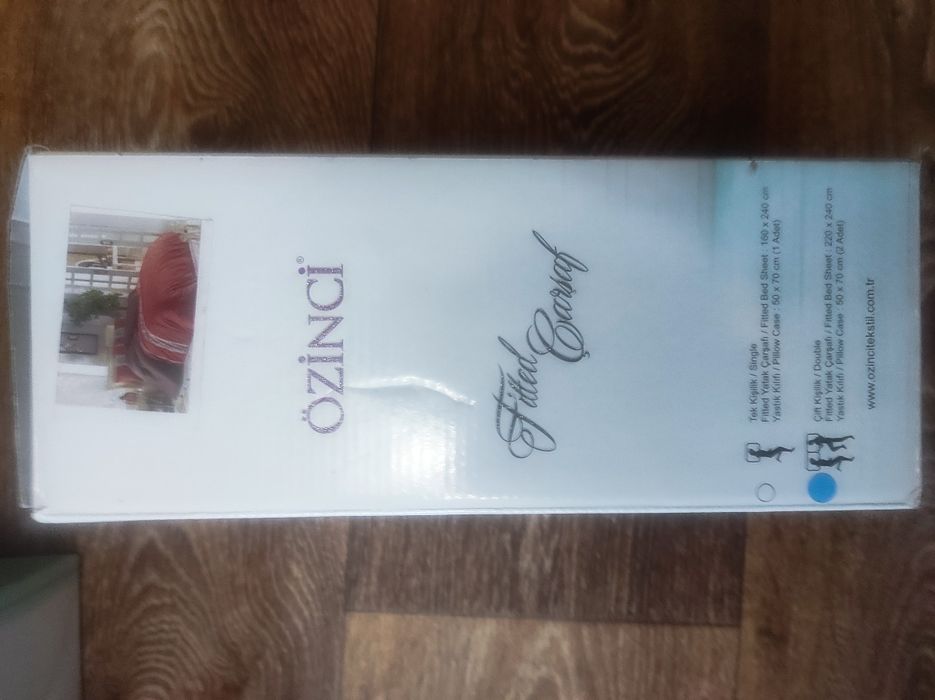 ÖZİNCİ®
Fitted
Çarşaf
Tek Kişilik / Single
Fitted Yatak Çarşafı / Fitted Bed Sheet : 160 x 240 cm
Yastık Kılıfı / Pillow Case : 50 x 70 cm (1 Adet)
Çift Kişilik / Double
Fitted Yatak Çarşafı / Fitted Bed Sheet : 220 x 240 cm
Yastık Kılıfı / Pillow Case : 50 x 70 cm (2 Adet)
www.ozincitekstil.com.tr